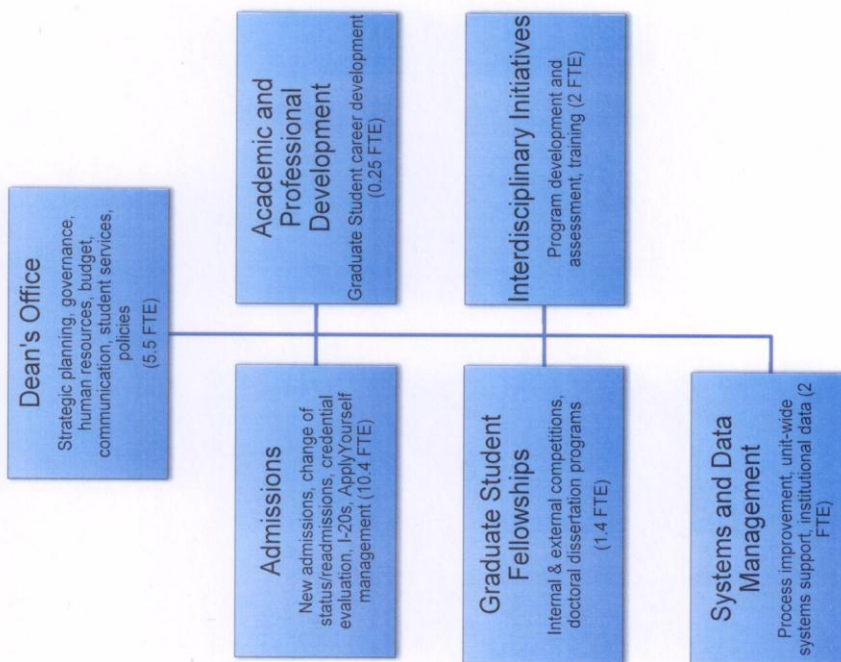 Dean's Office
Strategic planning, governance,
human resources, budget,
communication, student services,
policies
(5.5 FTE)
Admissions
New admissions, change of
status/readmissions, credential
evaluation, I-20s, ApplyYourself
management (10.4 FTE)
Academic and
Professional
Development
Graduate Student career development
(0.25 FTE)
Graduate Student
Fellowships
Internal & external competitions,
doctoral dissertation programs
(1.4 FTE)
Interdisciplinary Initiatives
Program development and
assessment, training (2 FTE)
Systems and Data
Management
Process improvement, unit-wide
systems support, institutional data (2
FTE)